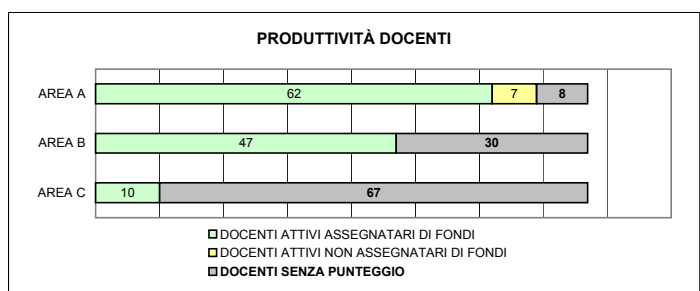 PRODUTTIVITÀ DOCENTI
AREA A 62 7 8
AREA B 47 30
AREA C 10 67
DOCENTI ATTIVI ASSEGNATARI DI FONDI
DOCENTI ATTIVI NON ASSEGNATARI DI FONDI
DOCENTI SENZA PUNTEGGIO